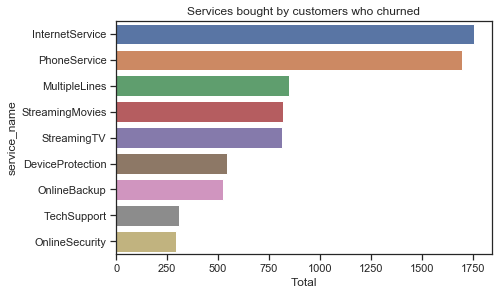 Services bought by customers who churned
InternetService
PhoneService
MultipleLines
StreamingMovies
StreamingTV
DeviceProtection
OnlineBackup
TechSupport
OnlineSecurity
service_name
0 250 500 750 1000 1250 1500 1750
Total